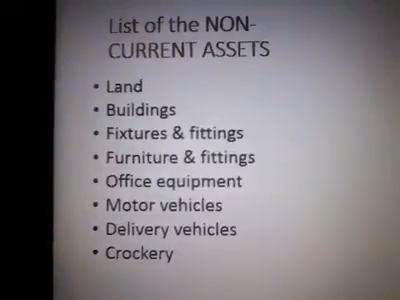 List of the NON-
CURRENT ASSETS
• Land
• Buildings
• Fixtures & fittings
• Furniture & fittings
• Office equipment
• Motor vehicles
• Delivery vehicles
• Crockery